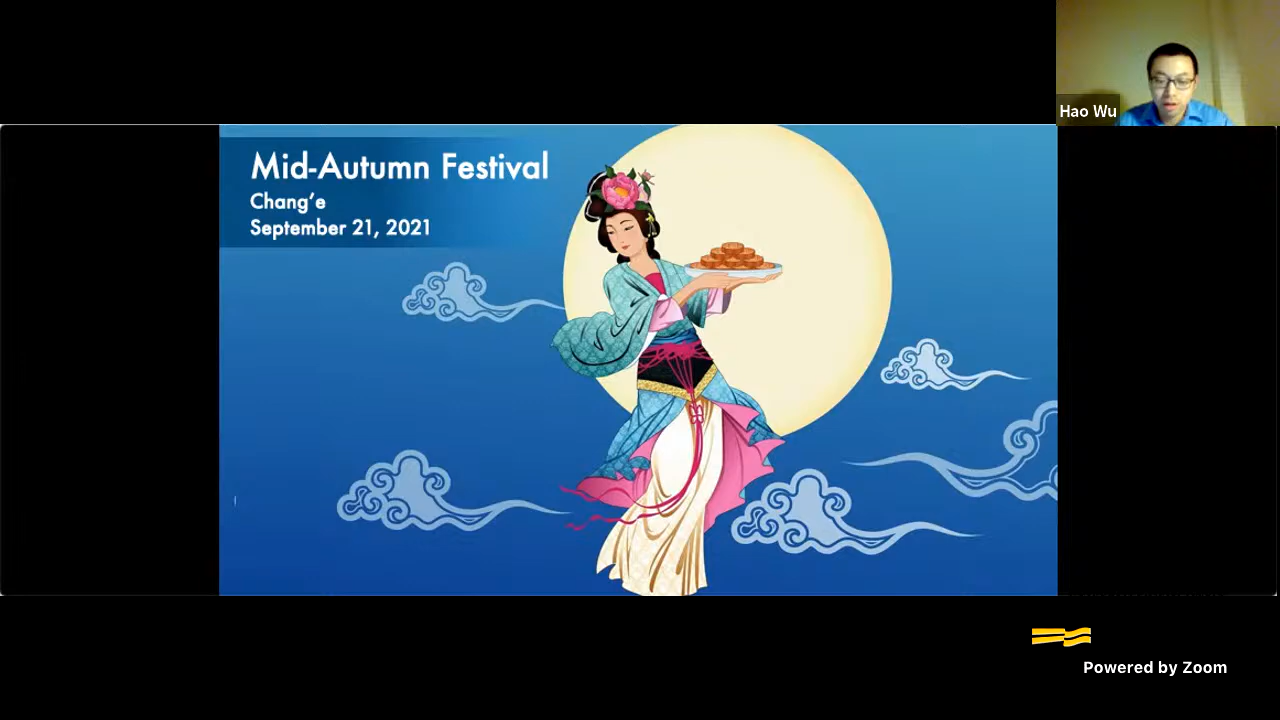 Hao Wu
Mid-Autumn Festival
Chang’e
September 21, 2021
Powered by Zoom